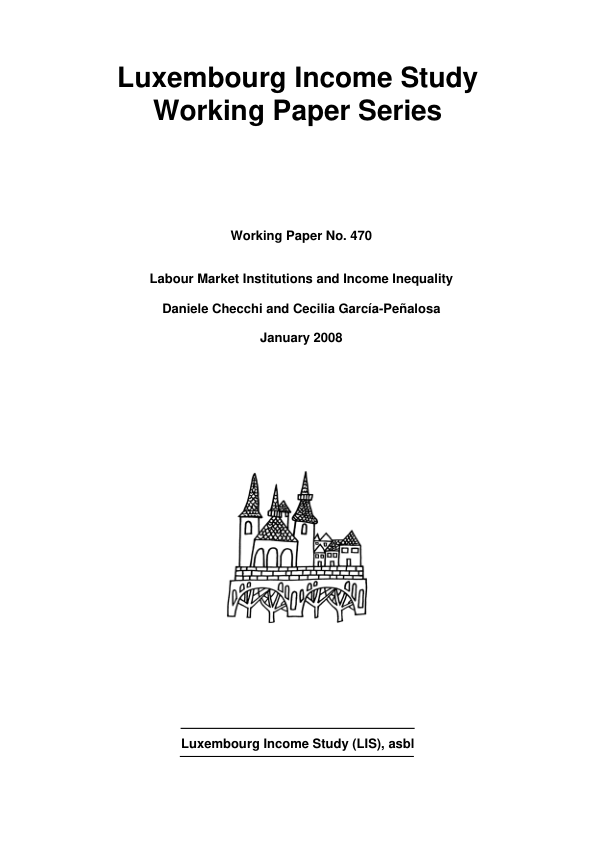 Luxembourg Income Study
Working Paper Series
Working Paper No. 470
Labour Market Institutions and Income Inequality
Daniele Checchi and Cecilia García-Peñalosa
January 2008
Luxembourg Income Study (LIS), asbl